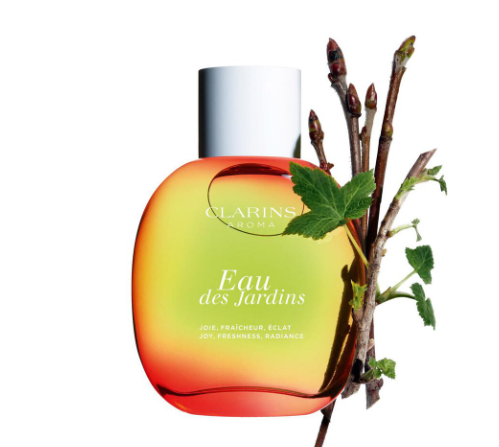 CLARINS
AROMA
Eau
des Jardins
JOIE, FRAÎCHEUR, ÉCLAT
JOY, FRESHNESS, RADIANCE